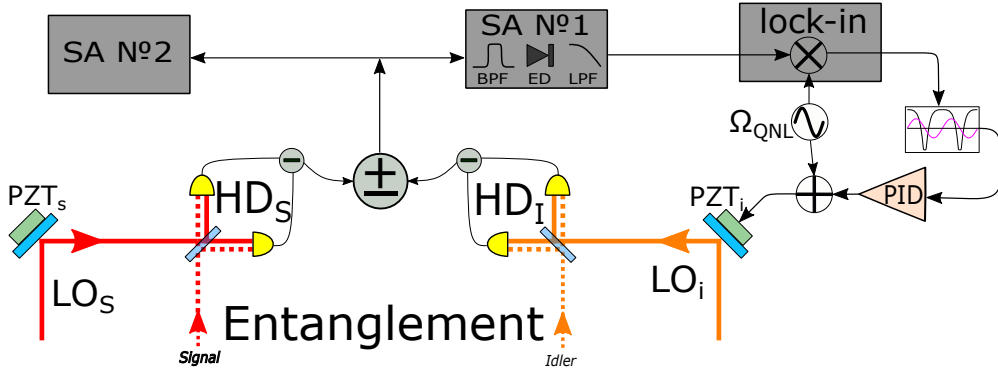 SA №2
SA №1
BPF ED LPF
lock-in
Ω_QNL
PZT_s
HD_S
HD_I
PZT_i
PID
LO_S
LO_i
Entanglement
Signal
Idler